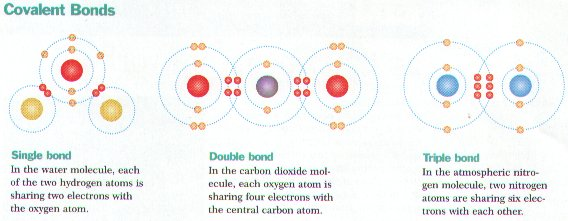 Covalent Bonds
Single bond
In the water molecule, each
of the two hydrogen atoms is
sharing two electrons with
the oxygen atom.
Double bond
In the carbon dioxide mol-
ecule, each oxygen atom is
sharing four electrons with
the central carbon atom.
Triple bond
In the atmospheric nitro-
gen molecule, two nitrogen
atoms are sharing six elec-
trons with each other.